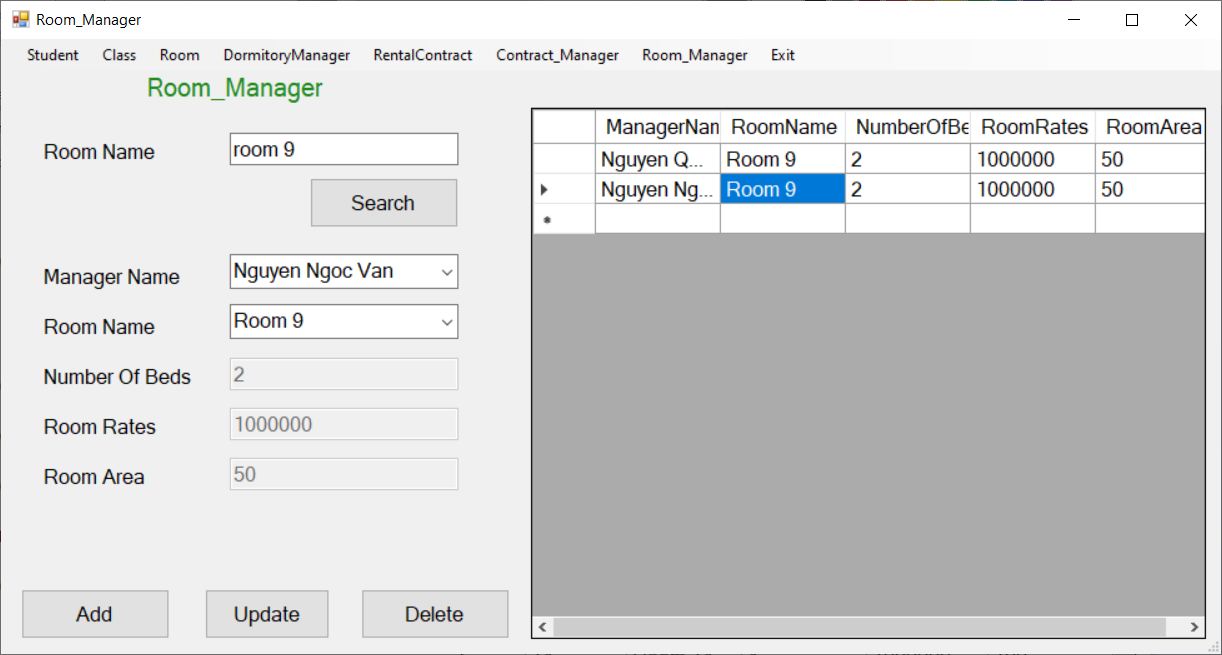 Room_Manager
Student Class Room DormitoryManager RentalContract Contract_Manager Room_Manager Exit
Room_Manager
Room Name room 9
Search
Manager Name Nguyen Ngoc Van
Room Name Room 9
Number Of Beds 2
Room Rates 1000000
Room Area 50
Add Update Delete
ManagerNam RoomName NumberOfBe RoomRates RoomArea
Nguyen Q... Room 9 2 1000000 50
Nguyen Ng... Room 9 2 1000000 50